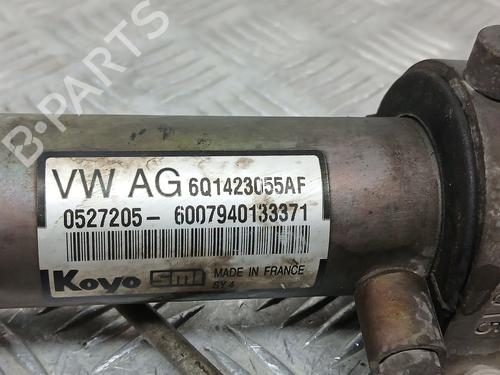 B-PARTS
VW AG 6Q1423055AF
0527205- 6007940133371
Koyo SMI MADE IN FRANCE
SY4